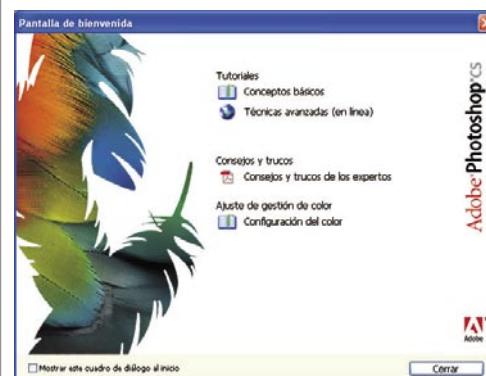 Pantalla de bienvenida
Tutoriales
Conceptos básicos
Técnicas avanzadas (en línea)
Consejos y trucos
Consejos y trucos de los expertos
Ajuste de gestión de color
Configuración del color
Adobe Photoshop cs
Adobe
Mostrar este cuadro de diálogo al inicio
Cerrar